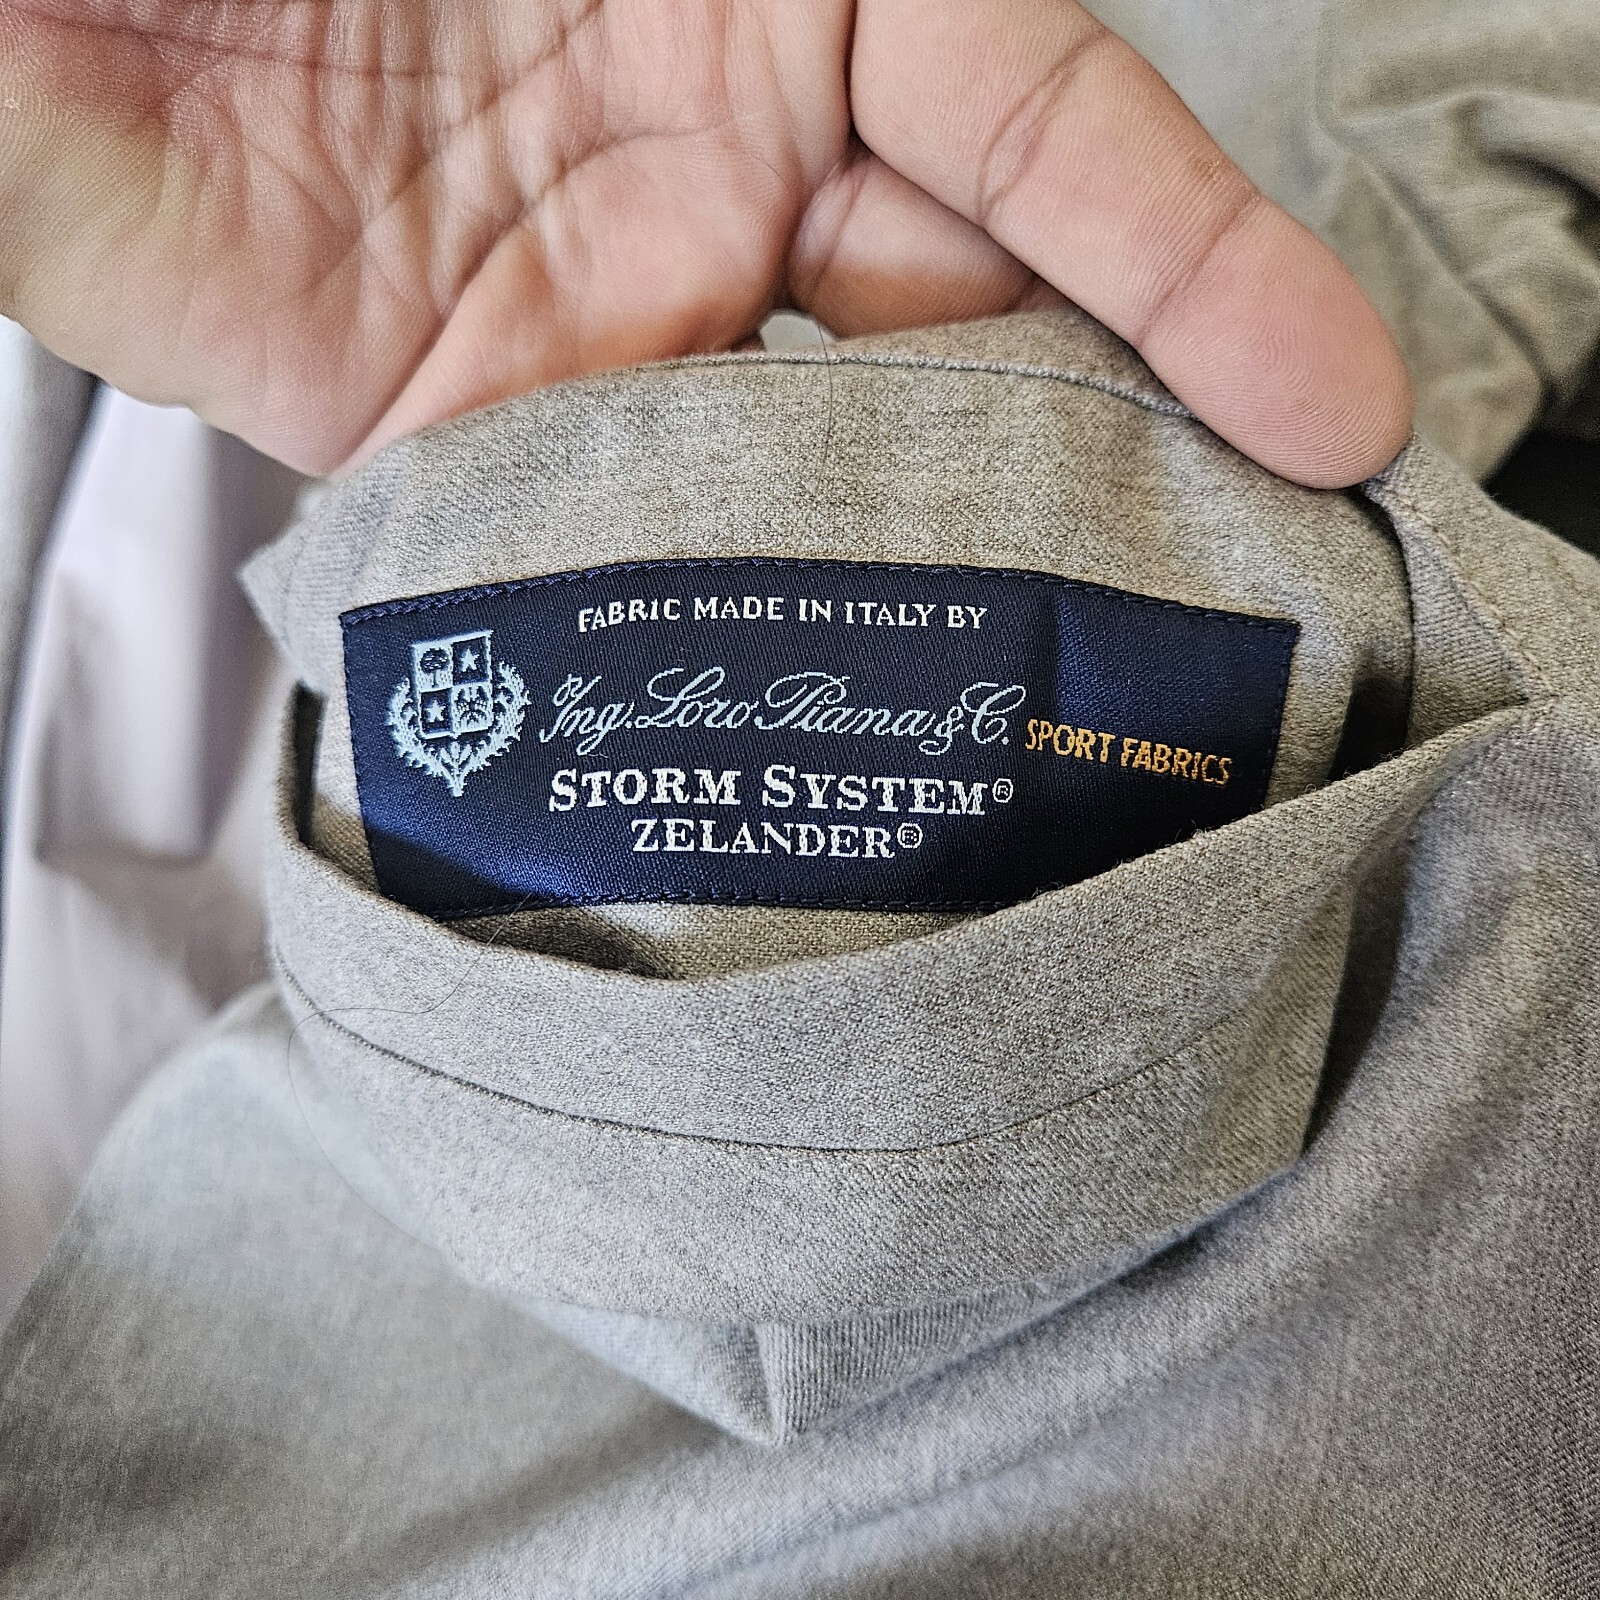 FABRIC MADE IN ITALY BY
Ing. Loro Piana & C.
SPORT FABRICS
STORM SYSTEM®
ZELANDER®